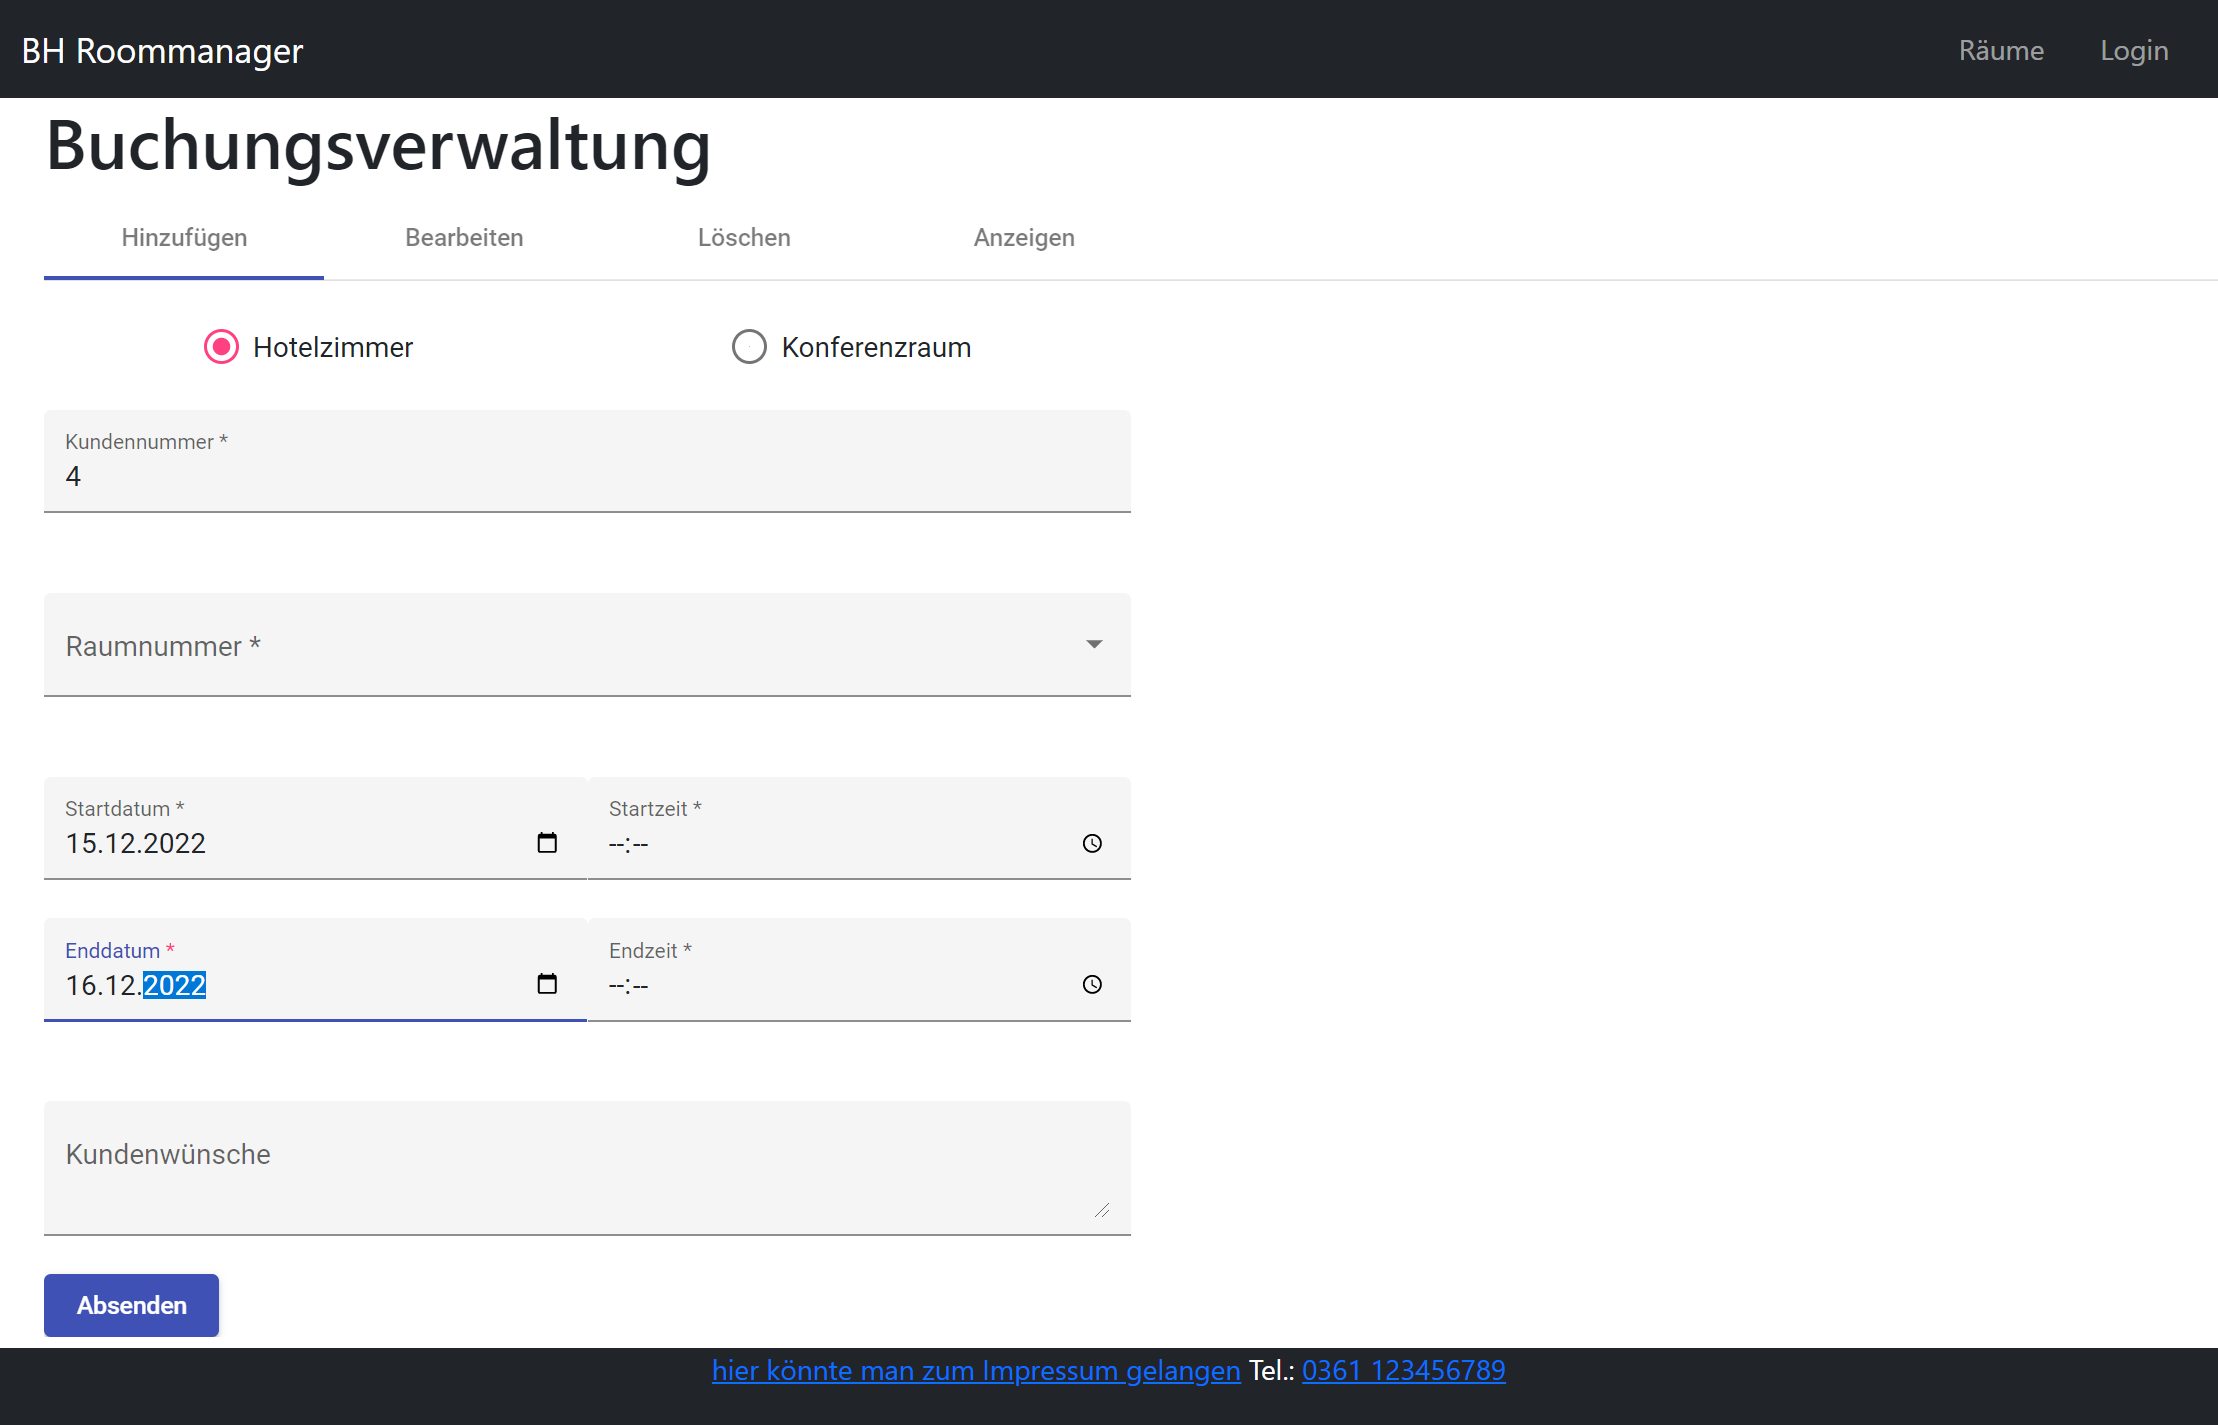 BH Roommanager
Räume Login
Buchungsverwaltung
Hinzufügen Bearbeiten Löschen Anzeigen
Hotelzimmer Konferenzraum
Kundennummer *
4
Raumnummer *
Startdatum * Startzeit *
15.12.2022 --:--
Enddatum * Endzeit *
16.12.2022 --:--
Kundenwünsche
Absenden
hier könnte man zum Impressum gelangen Tel.: 0361 123456789